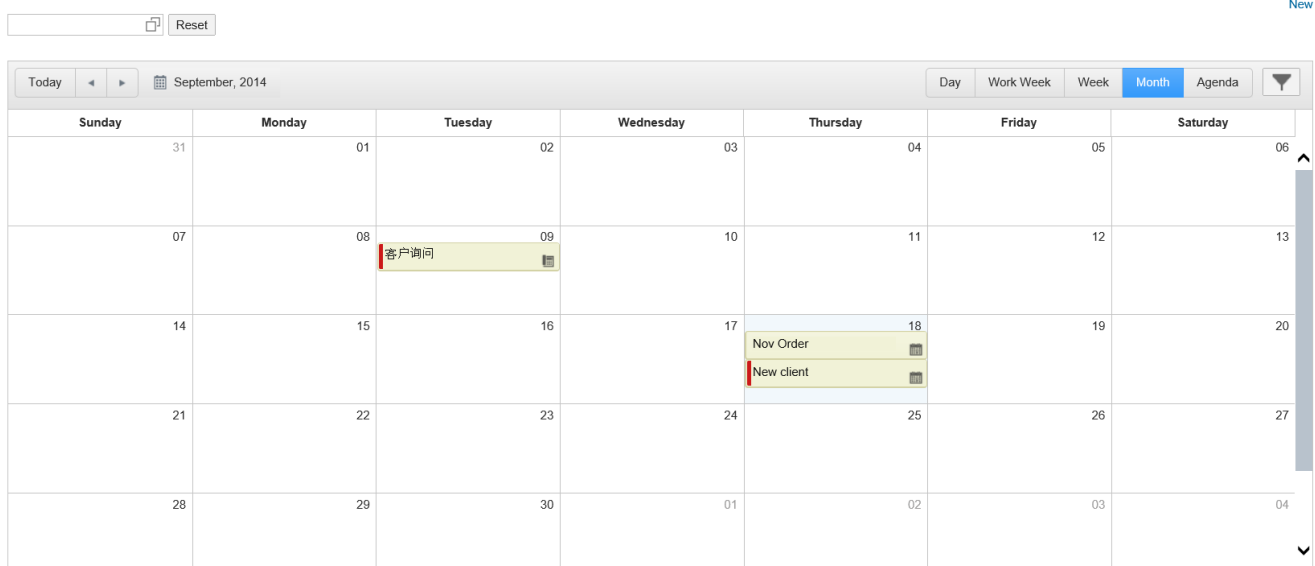 New
Reset
Today September, 2014 Day Work Week Week Month Agenda
Sunday Monday Tuesday Wednesday Thursday Friday Saturday
31 01 02 03 04 05 06
07 08 09 10 11 12 13
客户询问
14 15 16 17 18 19 20
Nov Order
New client
21 22 23 24 25 26 27
28 29 30 01 02 03 04